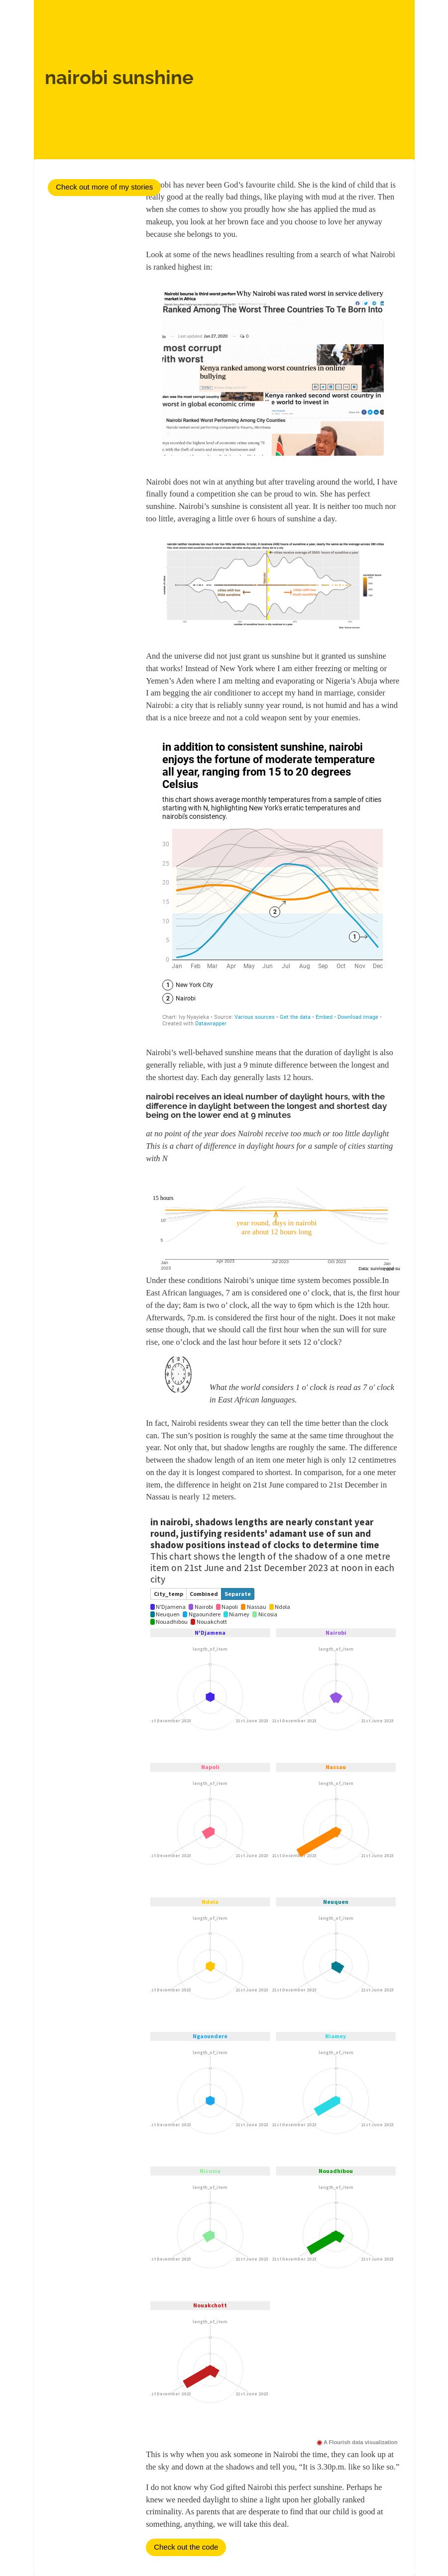 nairobi sunshine
Check out more of my stories
has never been God’s favourite child. She is the kind of child that is
really good at the really bad things, like playing with mud at the river. Then
when she comes to show you proudly how she has applied the mud as
makeup, you look at her brown face and you choose to love her anyway
because she belongs to you.
Look at some of the news headlines resulting from a search of what Nairobi
is ranked highest in:
Nairobi bourse is third worst perform
market in Africa
Why Nairobi was rated worst in service delivery
Ranked Among The Worst Three Countries To Be Born Into
Last updated Jun 27, 2020
0
most corrupt
with worst
Kenya ranked among worst countries in online
bullying
worst in global economic crime
Kenya ranked second worst country in
e world to invest in
Nairobi Ranked Worst Performing Among City Counties
Nairobi does not win at anything but after traveling around the world, I have
finally found a competition she can be proud to win. She has perfect
sunshine. Nairobi’s sunshine is consistent all year. It is neither too much nor
too little, averaging a little over 6 hours of sunshine a day.
cities with less
blue sunshine
cities with too
much sunshine
And the universe did not just grant us sunshine but it granted us sunshine
that works! Instead of New York where I am either freezing or melting or
Yemen’s Aden where I am melting and evaporating or Nigeria’s Abuja where
I am begging the air conditioner to accept my hand in marriage, consider
Nairobi: a city that is reliably sunny year round, is not humid and has a wind
that is a nice breeze and not a cold weapon sent by your enemies.
in addition to consistent sunshine, nairobi
enjoys the fortune of moderate temperature
all year, ranging from 15 to 20 degrees
Celsius
this chart shows average monthly temperatures from a sample of cities
starting with N, highlighting New York's erratic temperatures and
nairobi's consistency.
30
25
20
15
10
5
0
2
1
Jan Feb Mar Apr May Jun Jul Aug Sep Oct Nov Dec
1 New York City
2 Nairobi
Chart: Ivy Nyayieka • Source: Various sources • Get the data • Embed • Download image •
Created with Datawrapper
Nairobi’s well-behaved sunshine means that the duration of daylight is also
generally reliable, with just a 9 minute difference between the longest and
the shortest day. Each day generally lasts 12 hours.
nairobi receives an ideal number of daylight hours, with the
difference in daylight between the longest and shortest day
being on the lower end at 9 minutes
at no point of the year does Nairobi receive too much or too little daylight
This is a chart of difference in daylight hours for a sample of cities starting
with N
15 hours
10
5
year round, days in nairobi
are about 12 hours long
Jan
2023
Apr 2023
Jul 2023
Oct 2023
Jan
Under these conditions Nairobi’s unique time system becomes possible.In
East African languages, 7 am is considered one o’ clock, that is, the first hour
of the day; 8am is two o’ clock, all the way to 6pm which is the 12th hour.
Afterwards, 7p.m. is considered the first hour of the night. Does it not make
sense though, that we should call the first hour when the sun will for sure
rise, one o’clock and the last hour before it sets 12 o’clock?
What the world considers 1 o' clock is read as 7 o' clock
in East African languages.
In fact, Nairobi residents swear they can tell the time better than the clock
can. The sun’s position is roughly the same at the same time throughout the
year. Not only that, but shadow lengths are roughly the same. The difference
between the shadow length of an item one meter high is only 12 centimetres
on the day it is longest compared to shortest. In comparison, for a one meter
item, the difference in height on 21st June compared to 21st December in
Nassau is nearly 12 meters.
in nairobi, shadows lengths are nearly constant year
round, justifying residents' adamant use of sun and
shadow positions instead of clocks to determine time
This chart shows the length of the shadow of a one metre
item on 21st June and 21st December 2023 at noon in each
city
City_temp Combined Separate
N'Djamena Nairobi Napoli Nassau Ndola
Neuquen Ngaoundere Niamey Nicosia
Nouadhibou Nouakchott
N'Djamena Nairobi
length_of_item length_of_item
st December 2023 21st June 2023 21st December 2023 21st June 2023
Napoli Nassau
length_of_item length_of_item
st December 2023 21st June 2023 21st December 2023 21st June 2023
Ndola Neuquen
length_of_item length_of_item
st December 2023 21st June 2023 21st December 2023 21st June 2023
Ngaoundere Niamey
length_of_item length_of_item
st December 2023 21st June 2023 21st December 2023 21st June 2023
Nicosia Nouadhibou
length_of_item length_of_item
st December 2023 21st June 2023 21st December 2023 21st June 2023
Nouakchott
length_of_item
st December 2023 21st June 2023
A Flourish data visualization
This is why when you ask someone in Nairobi the time, they can look up at
the sky and down at the shadows and tell you, “It is 3.30p.m. like so like so.”
I do not know why God gifted Nairobi this perfect sunshine. Perhaps he
knew we needed daylight to shine a light upon her globally ranked
criminality. As parents that are desperate to find that our child is good at
something, anything, we will take this deal.
Check out the code